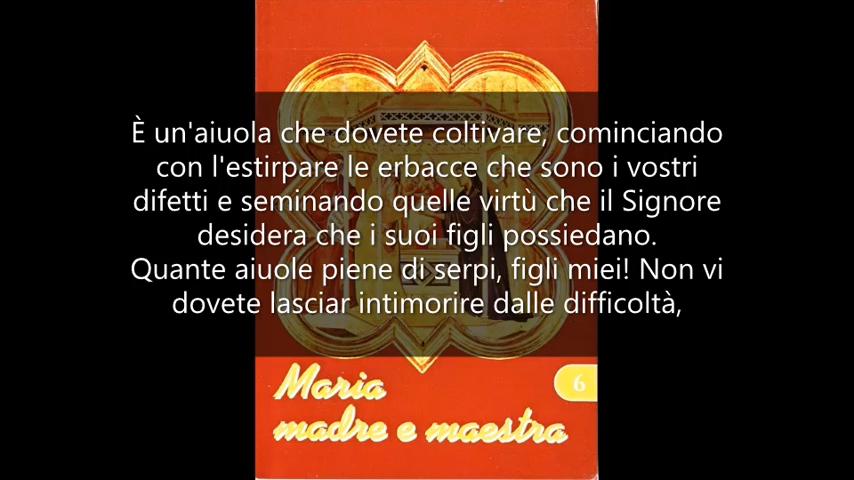 È un'aiuola che dovete coltivare, cominciando
con l'estirpare le erbacce che sono i vostri
difetti e seminando quelle virtù che il Signore
desidera che i suoi figli possiedano.
Quante aiuole piene di serpi, figli miei! Non vi
dovete lasciar intimorire dalle difficoltà,
Maria
6
madre e maestra